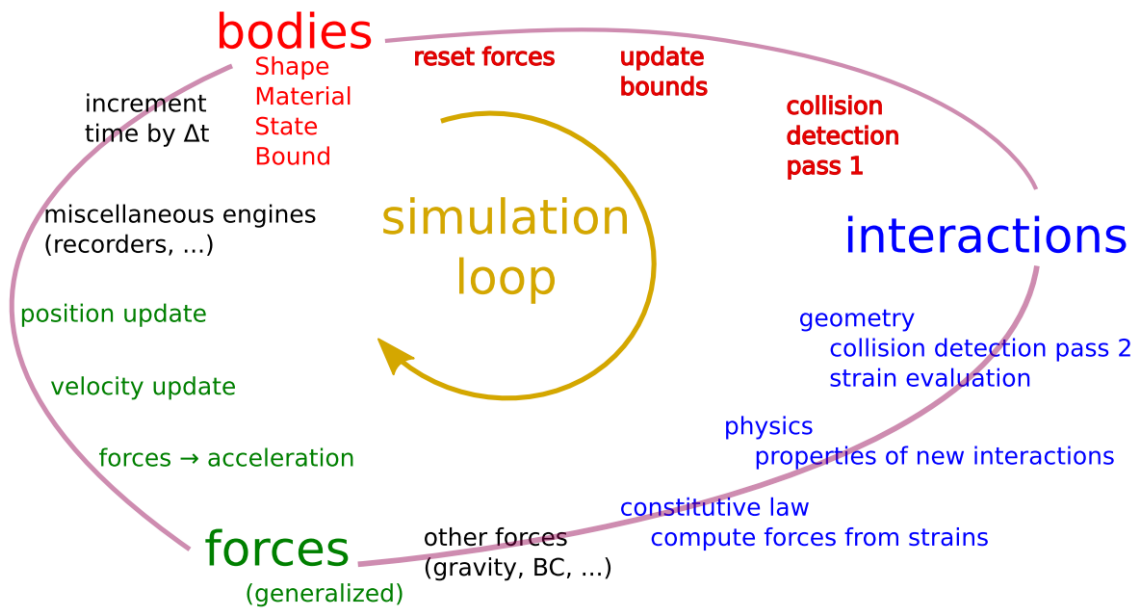 bodies
Shape
Material
State
Bound
reset forces
update
bounds
collision
detection
pass 1
interactions
geometry
collision detection pass 2
strain evaluation
physics
properties of new interactions
constitutive law
compute forces from strains
other forces
(gravity, BC, ...)
forces
(generalized)
forces → acceleration
velocity update
position update
miscellaneous engines
(recorders, ...)
increment
time by Δt
simulation
loop